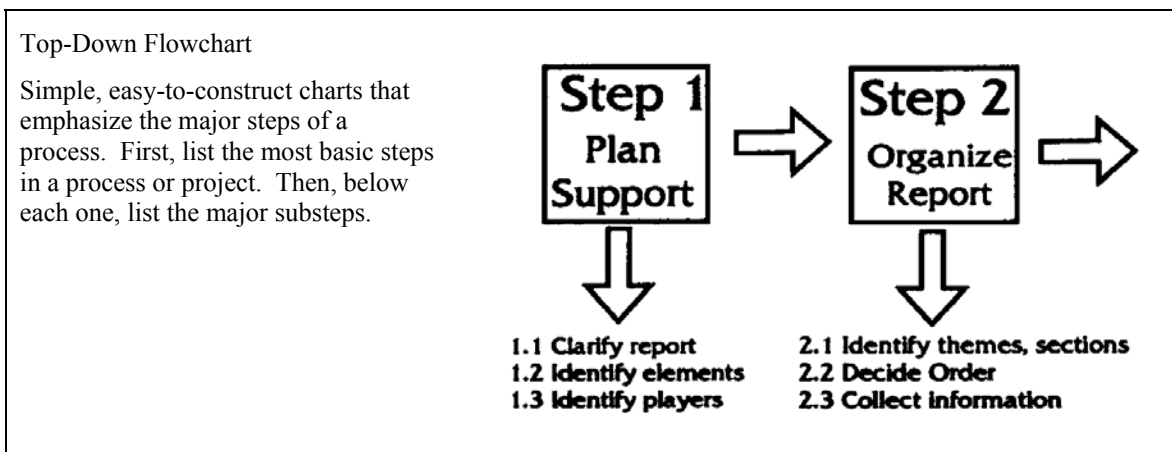 Top-Down Flowchart
Simple, easy-to-construct charts that
emphasize the major steps of a
process.  First, list the most basic steps
in a process or project.  Then, below
each one, list the major substeps.
Step 1
Plan
Support
Step 2
Organize
Report
1.1 Clarify report
1.2 Identify elements
1.3 Identify players
2.1 Identify themes, sections
2.2 Decide Order
2.3 Collect information